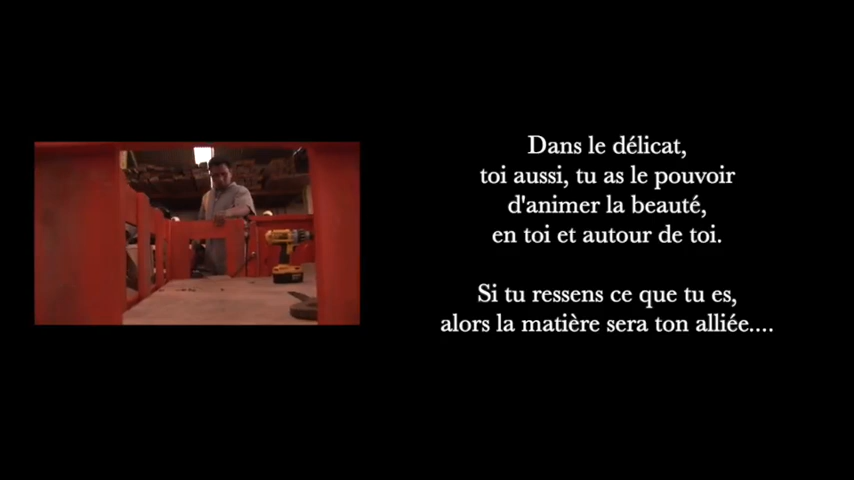 Dans le délicat,
toi aussi, tu as le pouvoir
d'animer la beauté,
en toi et autour de toi.
Si tu ressens ce que tu es,
alors la matière sera ton alliée....